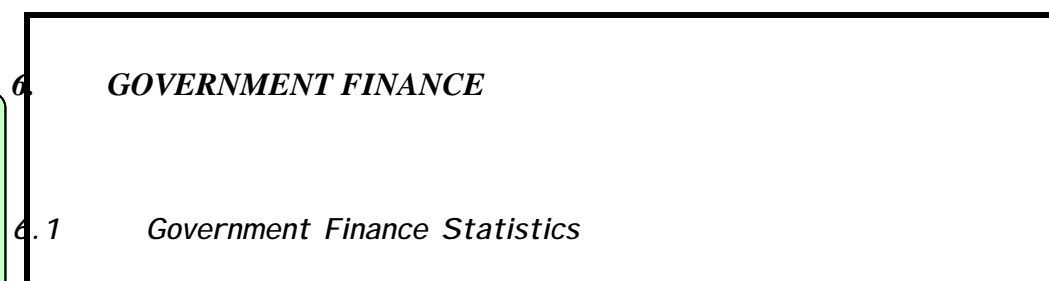 6. GOVERNMENT FINANCE
6.1 Government Finance Statistics